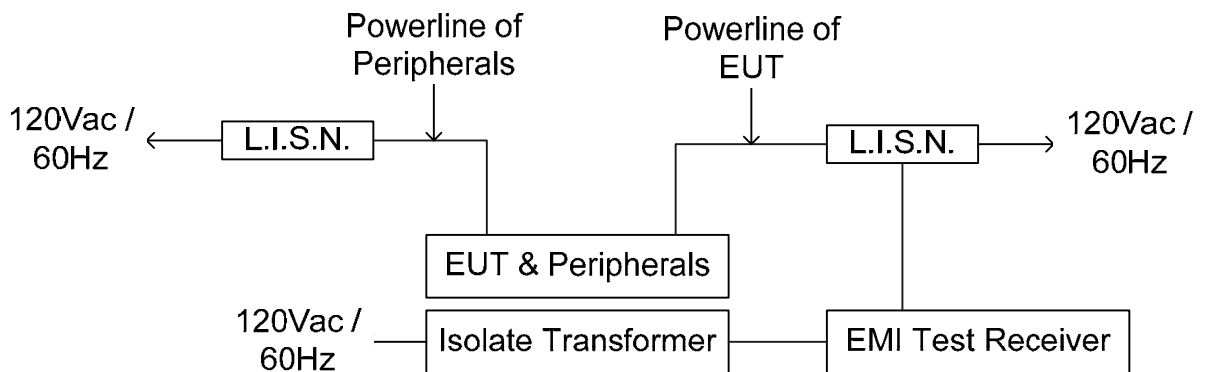 Powerline of
Peripherals
Powerline of
EUT
120Vac /
60Hz
L.I.S.N.
L.I.S.N.
120Vac /
60Hz
EUT & Peripherals
120Vac /
60Hz
Isolate Transformer
EMI Test Receiver